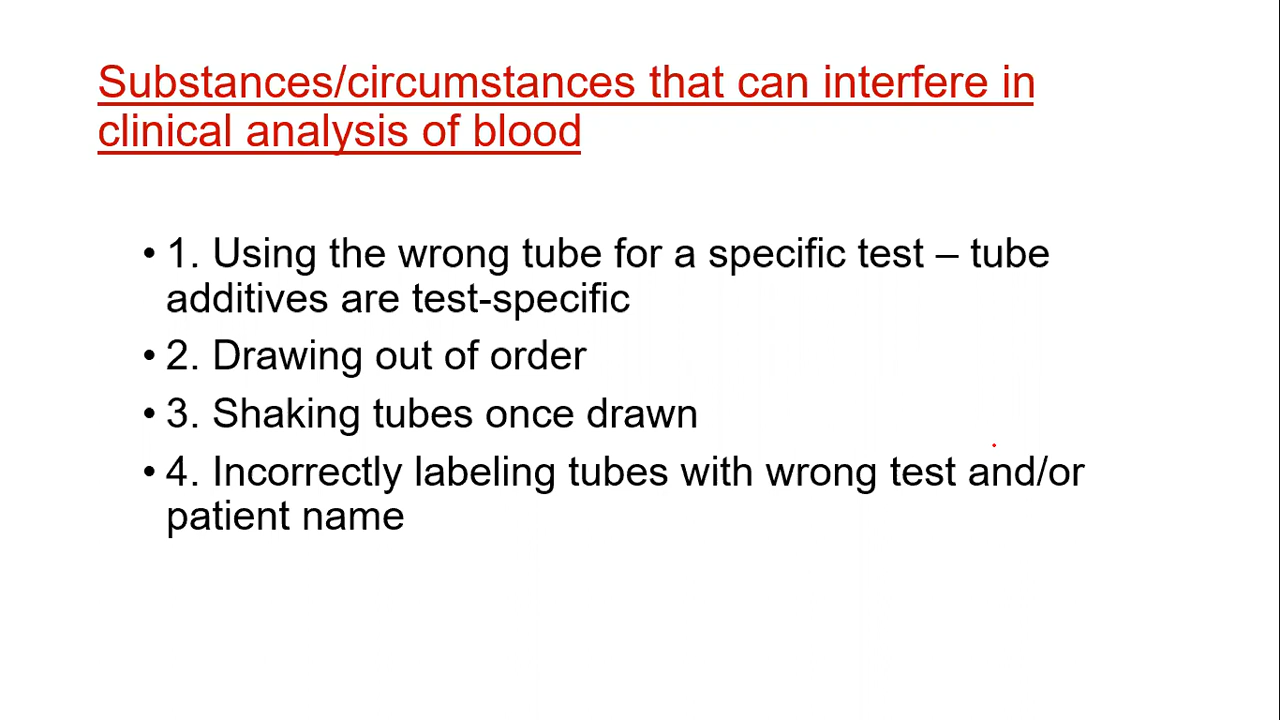 Substances/circumstances that can interfere in
clinical analysis of blood
• 1. Using the wrong tube for a specific test – tube
additives are test-specific
• 2. Drawing out of order
• 3. Shaking tubes once drawn
• 4. Incorrectly labeling tubes with wrong test and/or
patient name